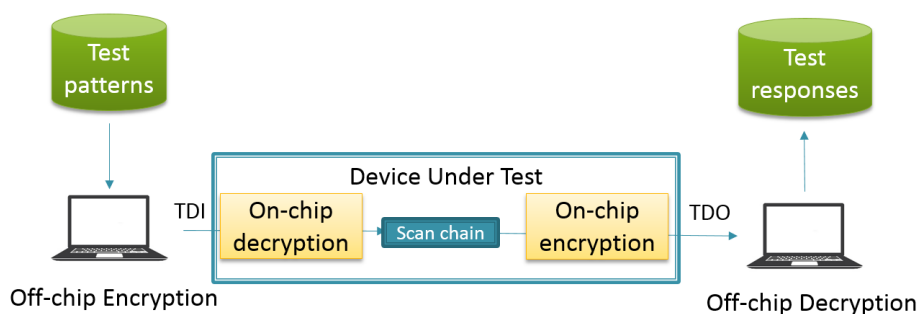 Test
patterns
Test
responses
Device Under Test
TDI
On-chip
decryption
Scan chain
On-chip
encryption
TDO
Off-chip Encryption
Off-chip Decryption